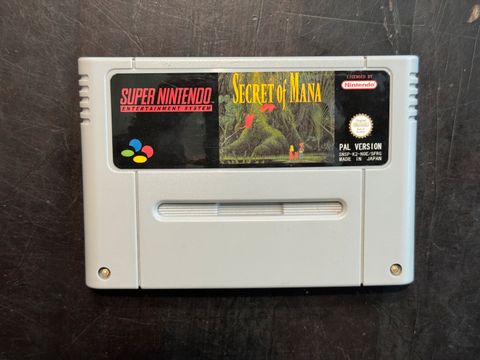 SUPER NINTENDO
ENTERTAINMENT SYSTEM
SECRET OF MANA
LICENSED BY
Nintendo
PAL VERSION
SNSP-K2-NOE/SFRG
MADE IN JAPAN